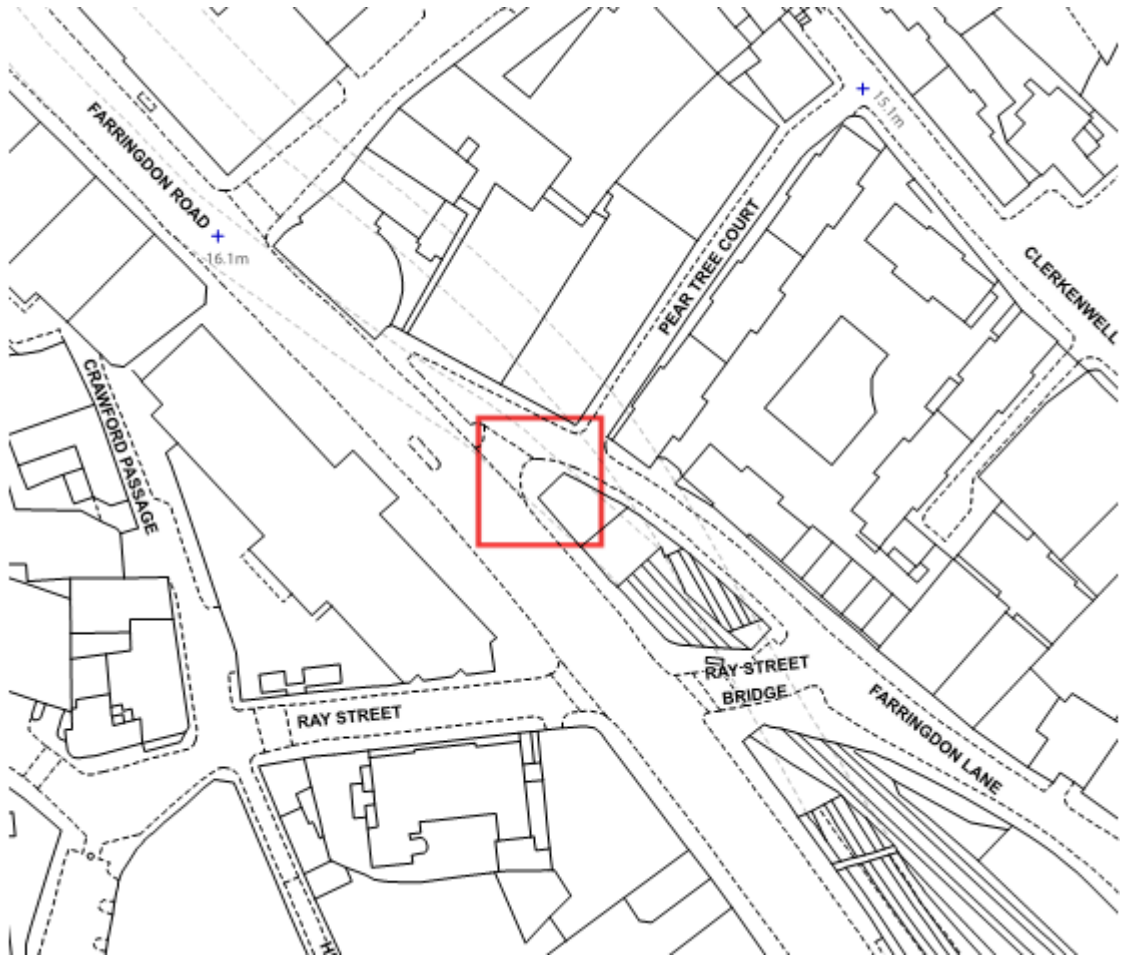 FARRINGDON ROAD
15.1m
16.1m
PEAR TREE COURT
CLERKENWELL
CRAWFORD PASSAGE
RAY STREET
BRIDGE
RAY STREET
FARRINGDON LANE